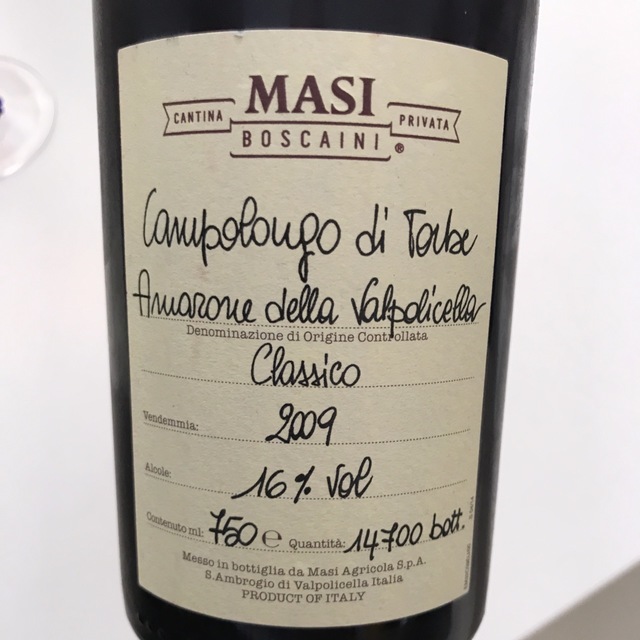 MASI
CANTINA PRIVATA
BOSCAINI ®
Campolongo di Torbe
Amarone della Valpolicella
Denominazione di Origine Controllata
Classico
Vendemmia: 2009
Alcole: 16% vol
Contenuto ml: 750 e Quantità: 14700 bott.
Messo in bottiglia da Masi Agricola S.p.A.
S.Ambrogio di Valpolicella Italia
PRODUCT OF ITALY